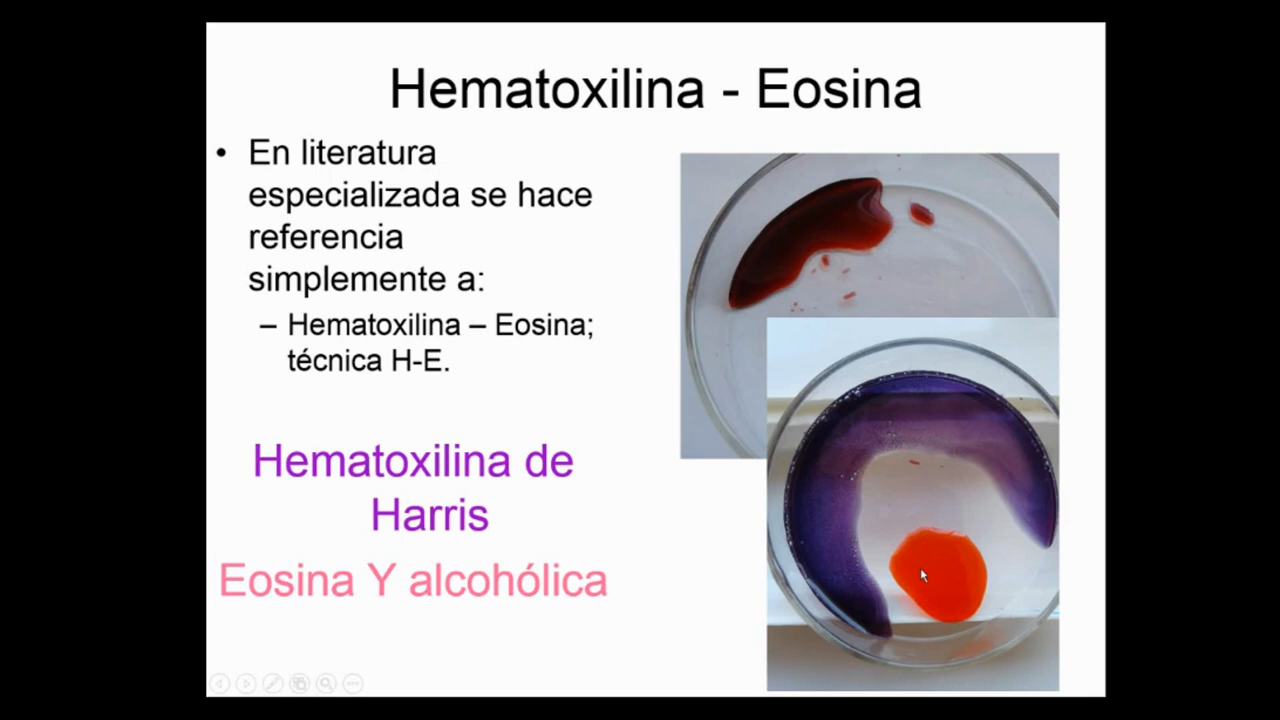 Hematoxilina - Eosina
• En literatura
especializada se hace
referencia
simplemente a:
– Hematoxilina – Eosina;
técnica H-E.
Hematoxilina de
Harris
Eosina Y alcohólica